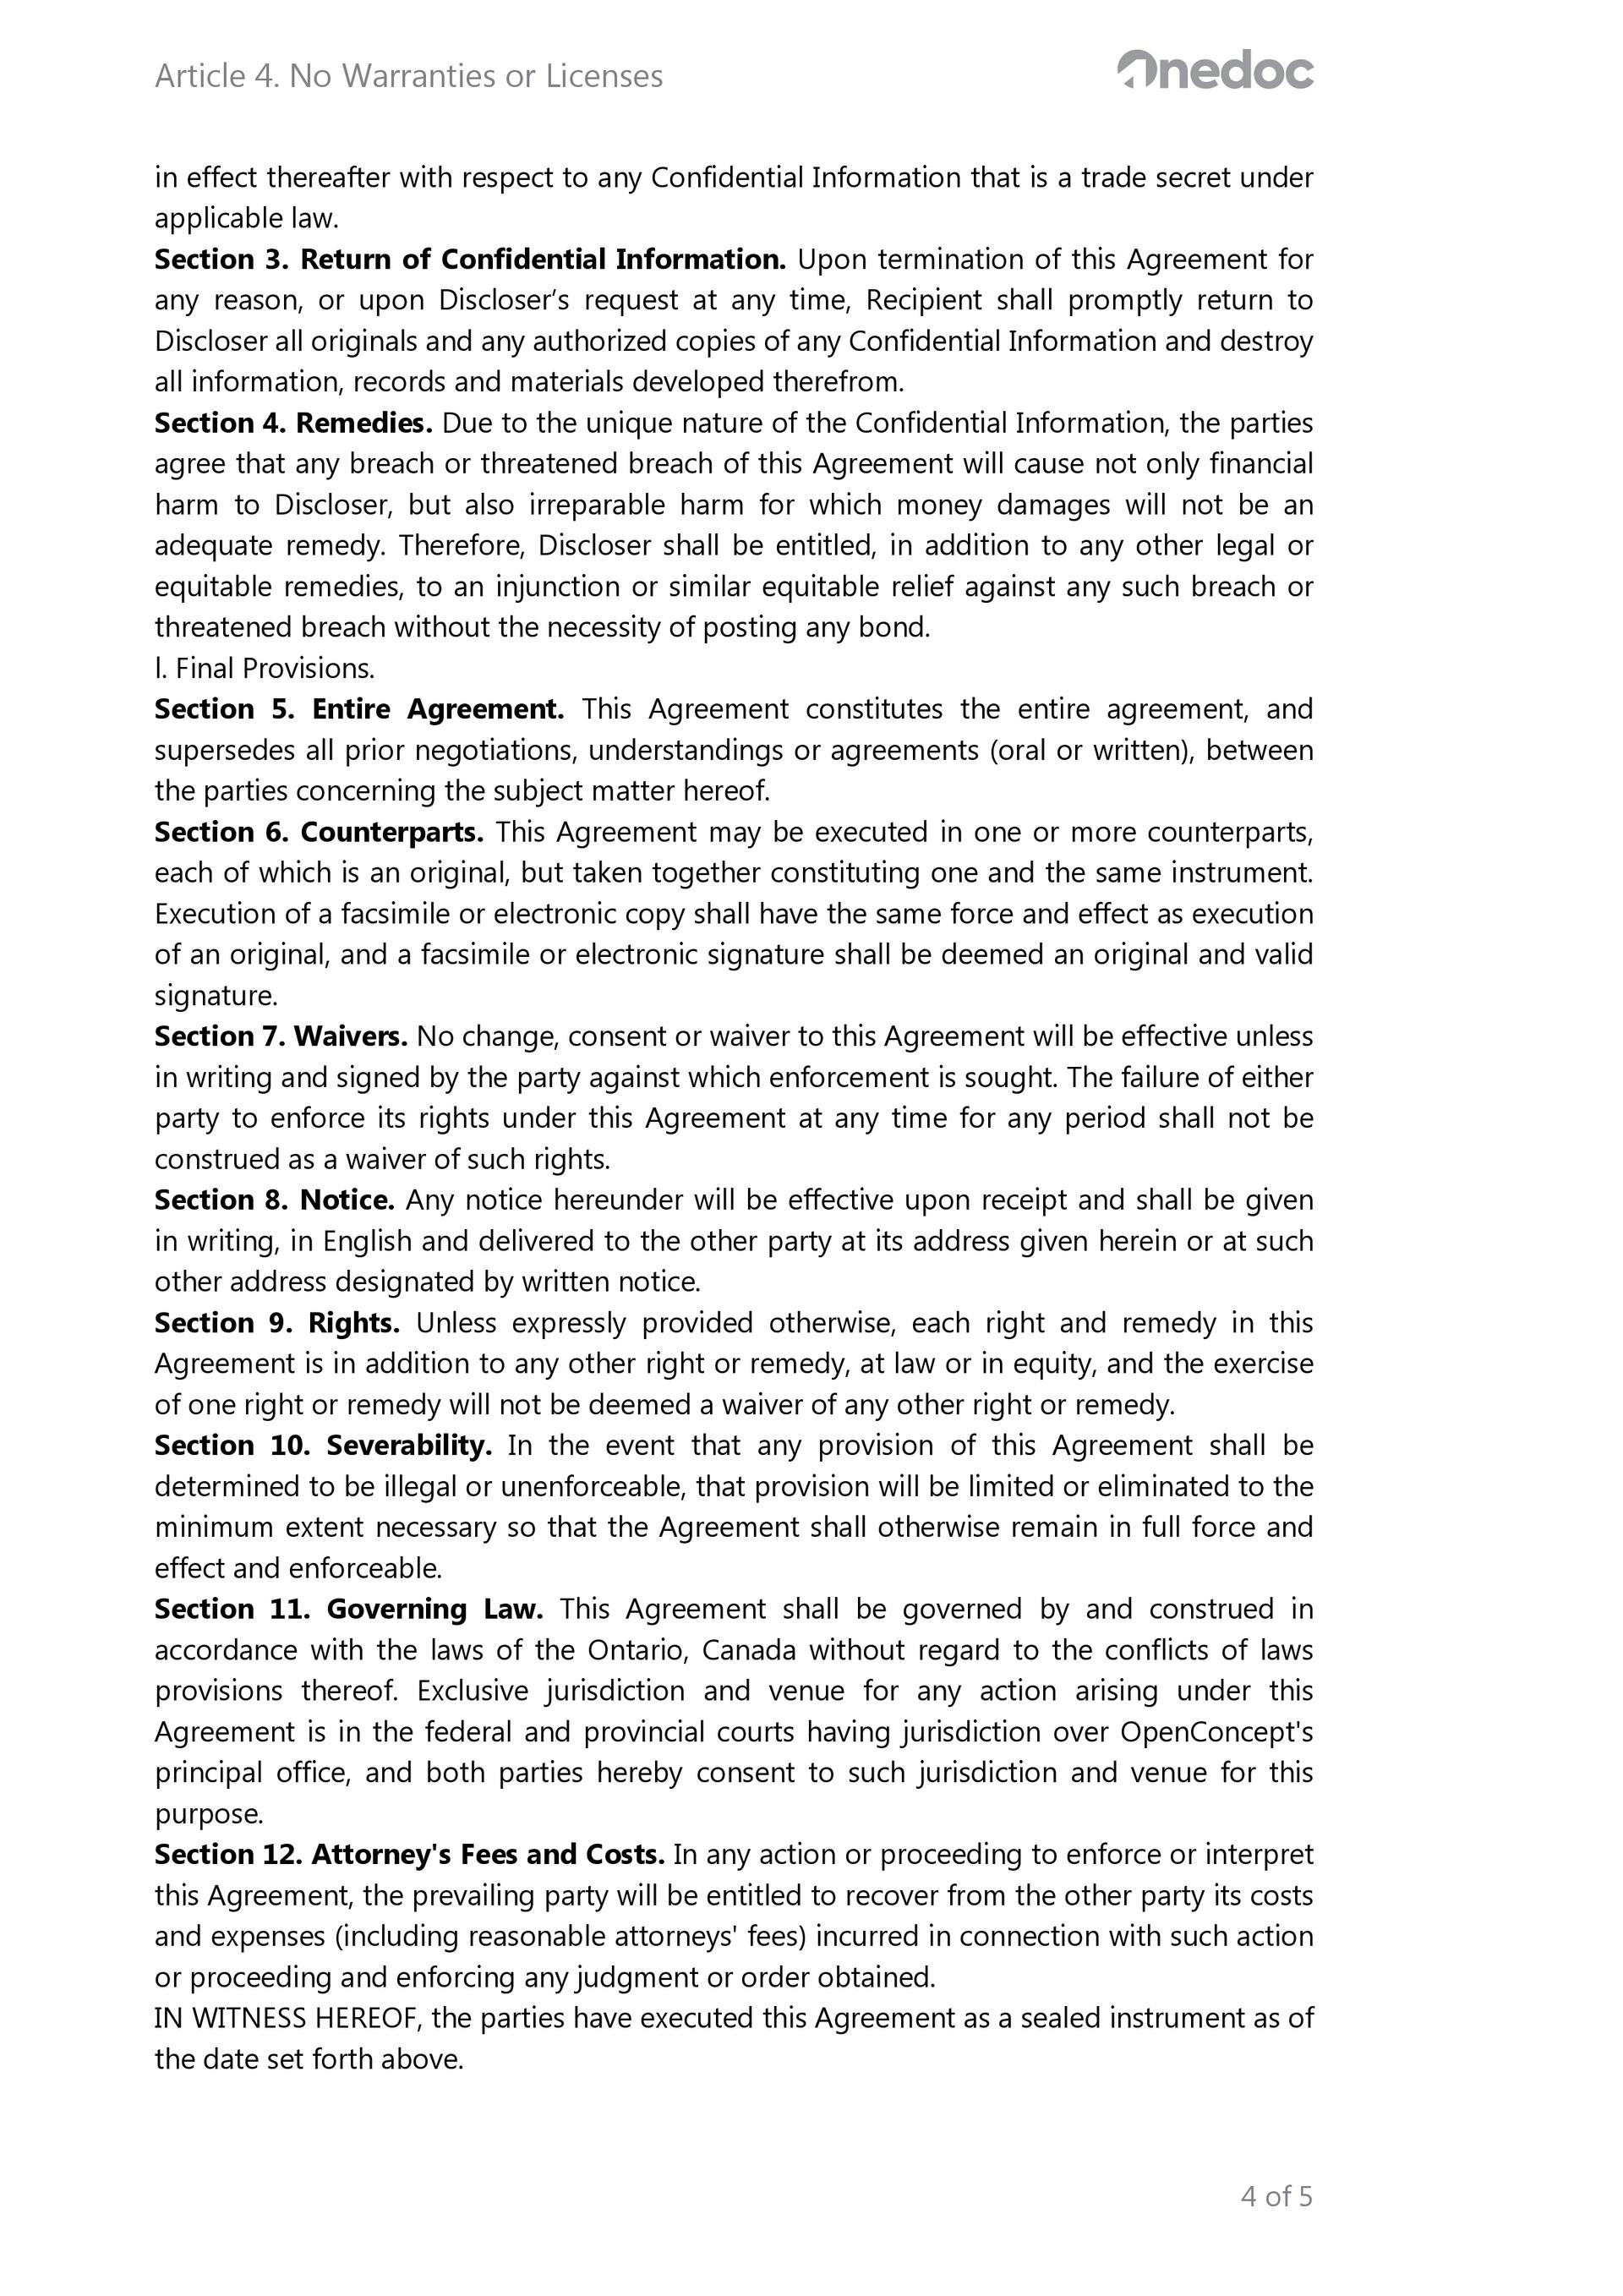 Article 4. No Warranties or Licenses
Onedoc
in effect thereafter with respect to any Confidential Information that is a trade secret under
applicable law.
Section 3. Return of Confidential Information. Upon termination of this Agreement for
any reason, or upon Discloser’s request at any time, Recipient shall promptly return to
Discloser all originals and any authorized copies of any Confidential Information and destroy
all information, records and materials developed therefrom.
Section 4. Remedies. Due to the unique nature of the Confidential Information, the parties
agree that any breach or threatened breach of this Agreement will cause not only financial
harm to Discloser, but also irreparable harm for which money damages will not be an
adequate remedy. Therefore, Discloser shall be entitled, in addition to any other legal or
equitable remedies, to an injunction or similar equitable relief against any such breach or
threatened breach without the necessity of posting any bond.
l. Final Provisions.
Section 5. Entire Agreement. This Agreement constitutes the entire agreement, and
supersedes all prior negotiations, understandings or agreements (oral or written), between
the parties concerning the subject matter hereof.
Section 6. Counterparts. This Agreement may be executed in one or more counterparts,
each of which is an original, but taken together constituting one and the same instrument.
Execution of a facsimile or electronic copy shall have the same force and effect as execution
of an original, and a facsimile or electronic signature shall be deemed an original and valid
signature.
Section 7. Waivers. No change, consent or waiver to this Agreement will be effective unless
in writing and signed by the party against which enforcement is sought. The failure of either
party to enforce its rights under this Agreement at any time for any period shall not be
construed as a waiver of such rights.
Section 8. Notice. Any notice hereunder will be effective upon receipt and shall be given
in writing, in English and delivered to the other party at its address given herein or at such
other address designated by written notice.
Section 9. Rights. Unless expressly provided otherwise, each right and remedy in this
Agreement is in addition to any other right or remedy, at law or in equity, and the exercise
of one right or remedy will not be deemed a waiver of any other right or remedy.
Section 10. Severability. In the event that any provision of this Agreement shall be
determined to be illegal or unenforceable, that provision will be limited or eliminated to the
minimum extent necessary so that the Agreement shall otherwise remain in full force and
effect and enforceable.
Section 11. Governing Law. This Agreement shall be governed by and construed in
accordance with the laws of the Ontario, Canada without regard to the conflicts of laws
provisions thereof. Exclusive jurisdiction and venue for any action arising under this
Agreement is in the federal and provincial courts having jurisdiction over OpenConcept's
principal office, and both parties hereby consent to such jurisdiction and venue for this
purpose.
Section 12. Attorney's Fees and Costs. In any action or proceeding to enforce or interpret
this Agreement, the prevailing party will be entitled to recover from the other party its costs
and expenses (including reasonable attorneys' fees) incurred in connection with such action
or proceeding and enforcing any judgment or order obtained.
IN WITNESS HEREOF, the parties have executed this Agreement as a sealed instrument as of
the date set forth above.
4 of 5